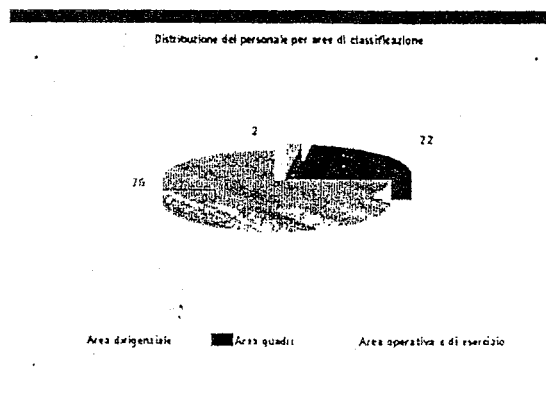 Distribuzione del personale per aree di classificazione
2
22
76
Area dirigenziale Area quadri Area operativa e di esercizio